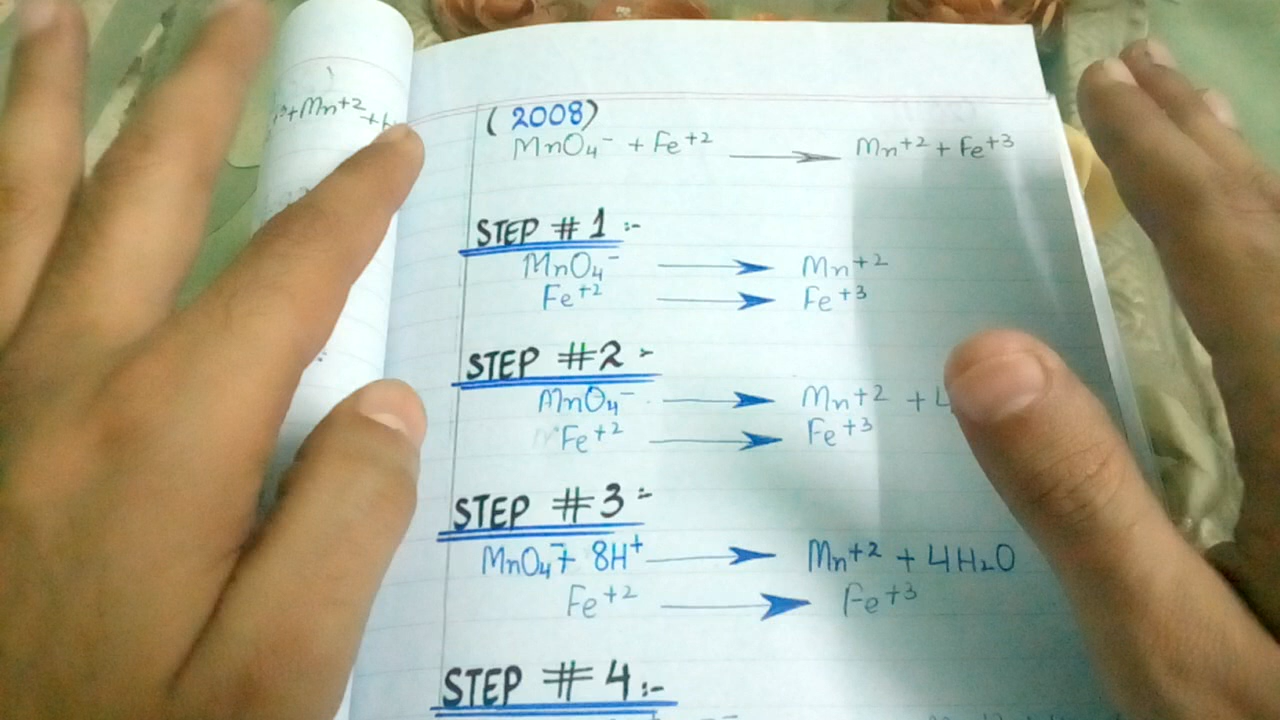 Mn+2
(2008)
MnO₄⁻ + Fe⁺² ⟶ Mn⁺² + Fe⁺³
STEP #1 :-
MnO₄⁻ ⟶ Mn⁺²
Fe⁺² ⟶ Fe⁺³
STEP #2 :-
MnO₄⁻ ⟶ Mn⁺² +
Fe⁺² ⟶ Fe⁺³
STEP #3 :-
MnO₄⁻ + 8H⁺ ⟶ Mn⁺² + 4H₂O
Fe⁺² ⟶ Fe⁺³
STEP #4 :-